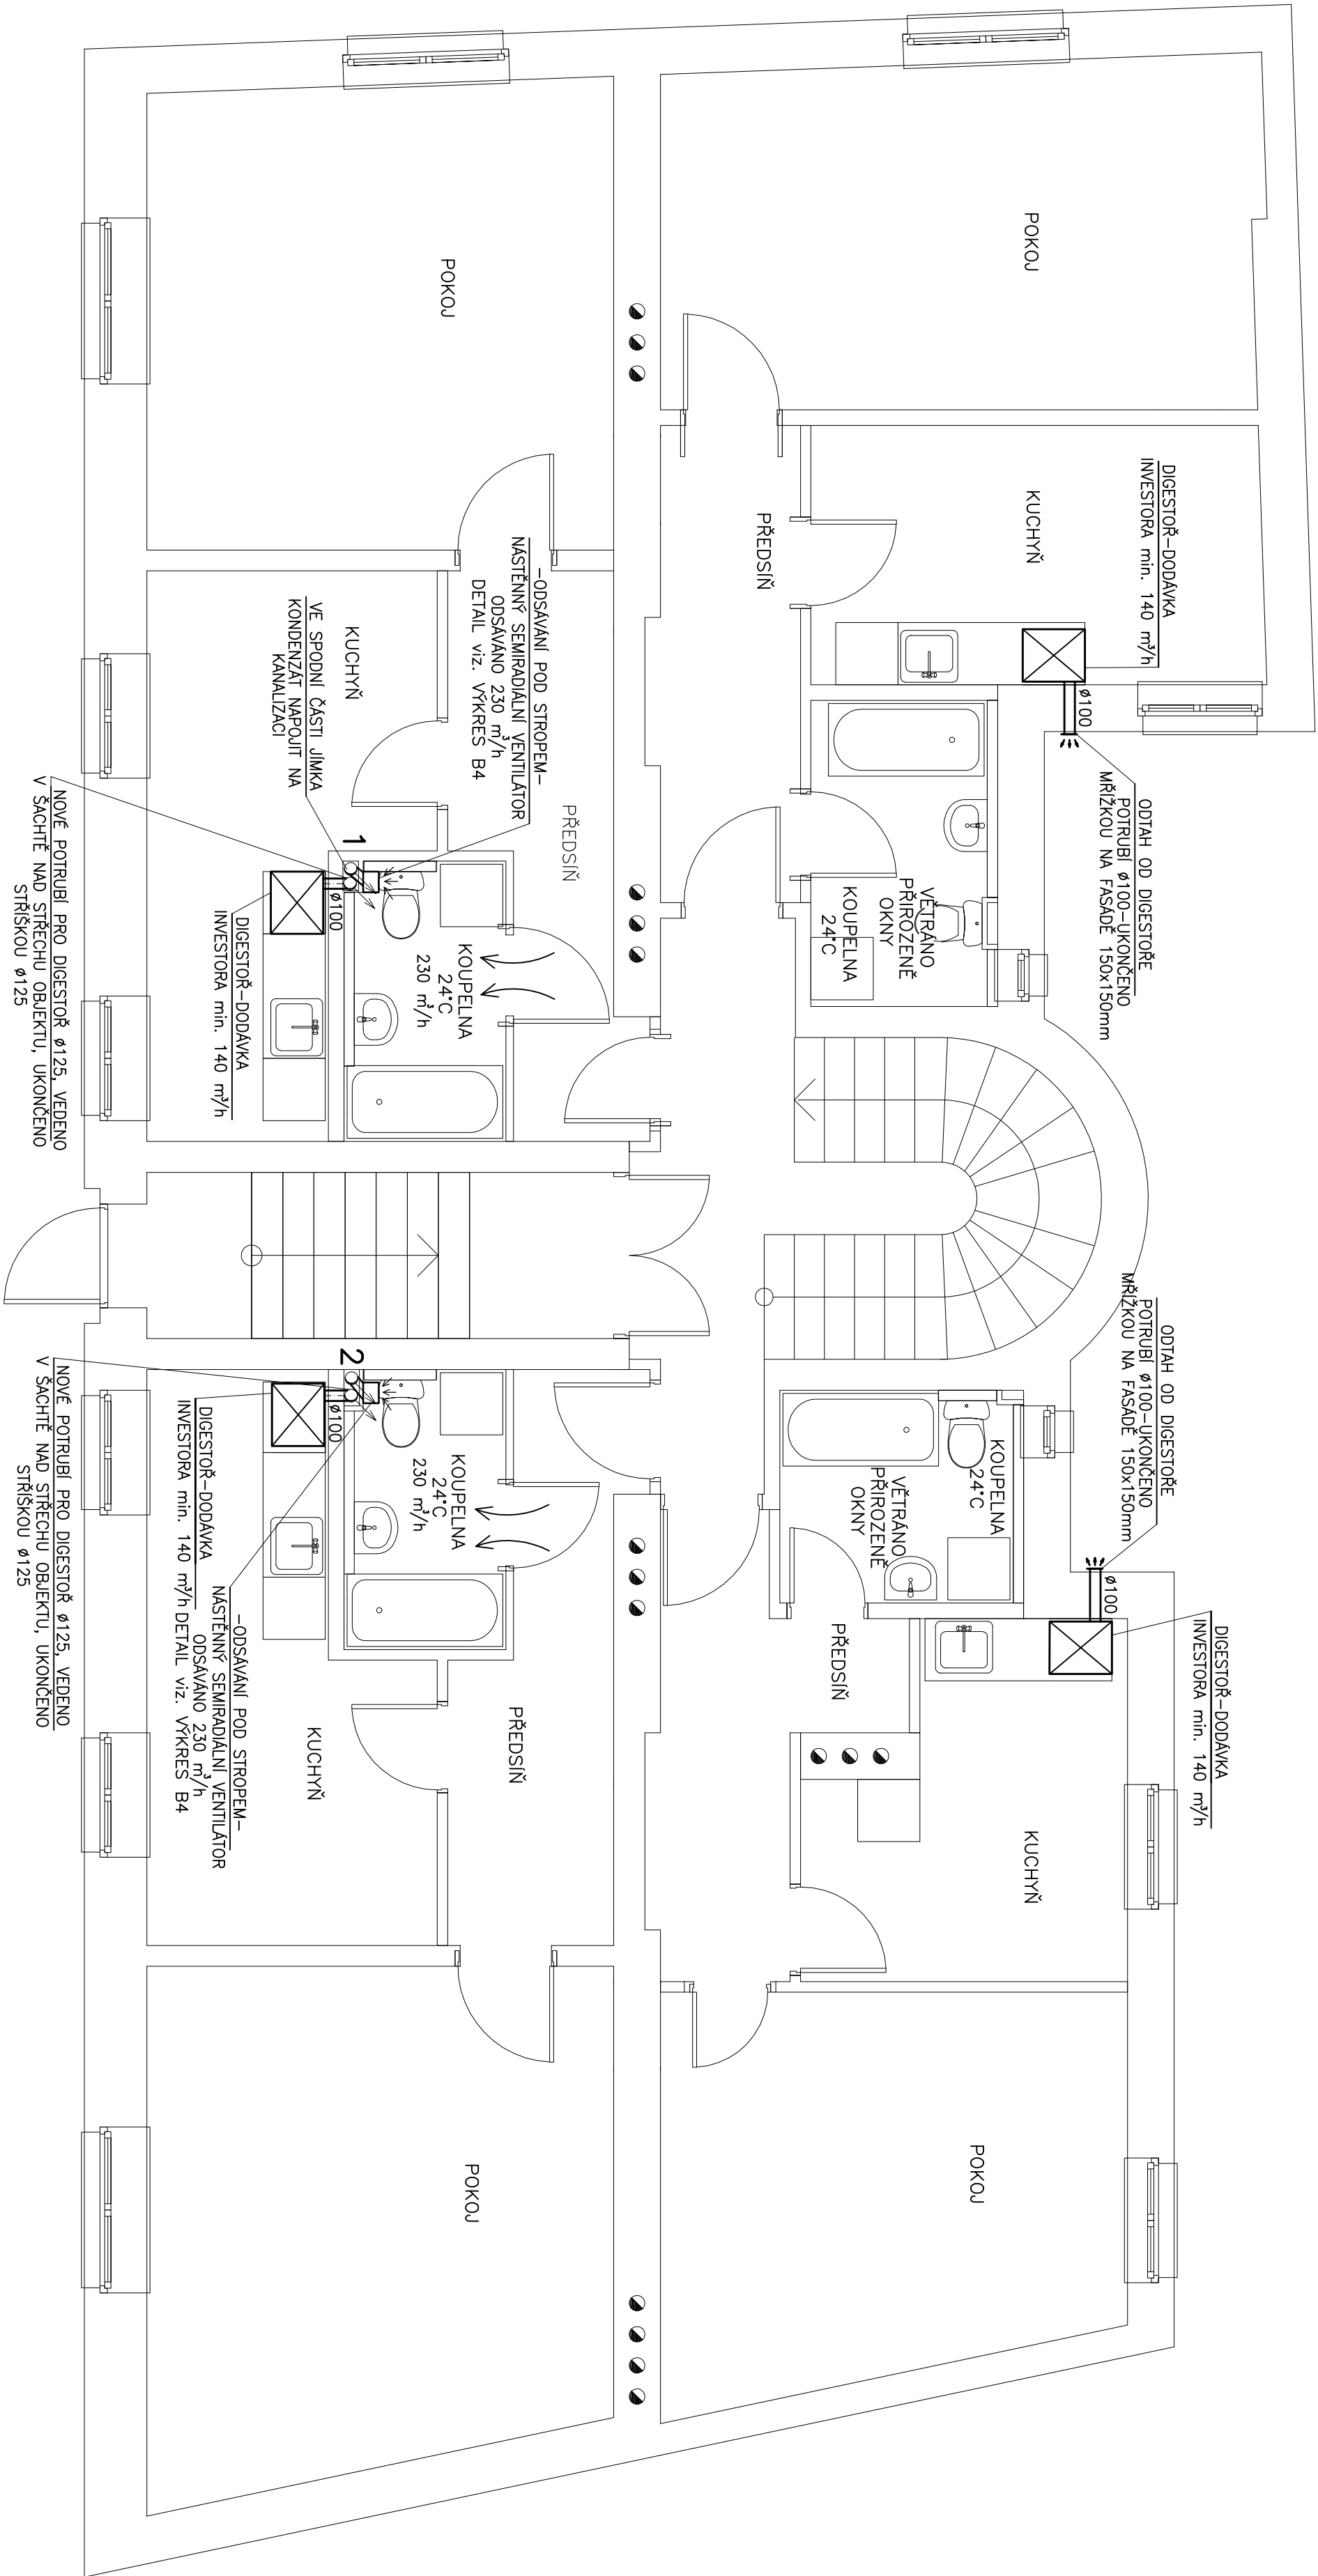 DIGESTOŘ-DODÁVKA
INVESTORA min. 140 m³/h
POKOJ
KUCHYŇ
ø100
ODTAH OD DIGESTOŘE
POTRUBÍ ø100-UKONČENO
MŘÍŽKOU NA FASÁDĚ 150x150mm
PŘEDSÍŇ
VĚTRÁNO
PŘIROZENĚ
OKNY
KOUPELNA
24°C
ODTAH OD DIGESTOŘE
POTRUBÍ ø100-UKONČENO
MŘÍŽKOU NA FASÁDĚ 150x150mm
ø100
DIGESTOŘ-DODÁVKA
INVESTORA min. 140 m³/h
KOUPELNA
24°C
VĚTRÁNO
PŘIROZENĚ
OKNY
PŘEDSÍŇ
KUCHYŇ
POKOJ
POKOJ
-ODSÁVÁNÍ POD STROPEM-
NÁSTĚNNÝ SEMIRADIÁLNÍ VENTILÁTOR
ODSÁVÁNO 230 m³/h
DETAIL viz. VÝKRES B4
PŘEDSÍŇ
KUCHYŇ
VE SPODNÍ ČÁSTI JÍMKA
KONDENZÁT NAPOJIT NA
KANALIZACI
1
ø100
KOUPELNA
24°C
230 m³/h
DIGESTOŘ-DODÁVKA
INVESTORA min. 140 m³/h
NOVÉ POTRUBÍ PRO DIGESTOŘ ø125, VEDENO
V ŠACHTĚ NAD STŘECHU OBJEKTU, UKONČENO
STŘÍŠKOU ø125
2
ø100
KOUPELNA
24°C
230 m³/h
PŘEDSÍŇ
KUCHYŇ
POKOJ
-ODSÁVÁNÍ POD STROPEM-
NÁSTĚNNÝ SEMIRADIÁLNÍ VENTILÁTOR
ODSÁVÁNO 230 m³/h
DETAIL viz. VÝKRES B4
DIGESTOŘ-DODÁVKA
INVESTORA min. 140 m³/h
NOVÉ POTRUBÍ PRO DIGESTOŘ ø125, VEDENO
V ŠACHTĚ NAD STŘECHU OBJEKTU, UKONČENO
STŘÍŠKOU ø125